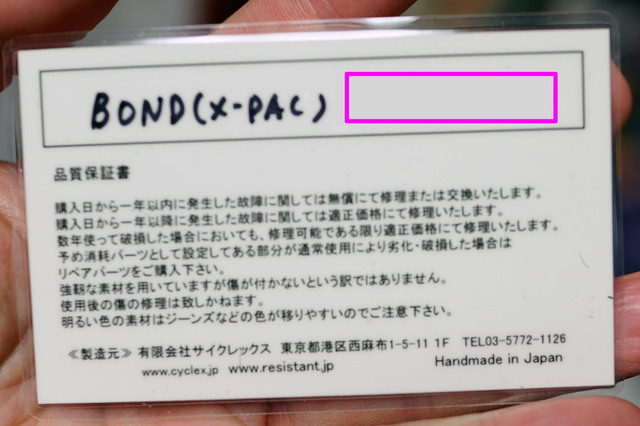 BOND(X-PAC)
品質保証書
購入日から一年以内に発生した故障に関しては無償にて修理または交換いたします。
購入日から一年以降に発生した故障に関しては適正価格にて修理いたします。
数年使って破損した場合においても、修理可能である限り適正価格にて修理いたします。
予め消耗パーツとして設定してある部分が通常使用により劣化・破損した場合は
リペアパーツをご購入下さい。
強靭な素材を用いていますが傷が付かないという訳ではありません。
使用後の傷の修理は致しかねます。
明るい色の素材はジーンズなどの色が移りやすいのでご注意下さい。
≪製造元≫ 有限会社サイクレックス 東京都港区西麻布1-5-11 1F TEL03-5772-1126
www.cyclex.jp www.resistant.jp Handmade in Japan